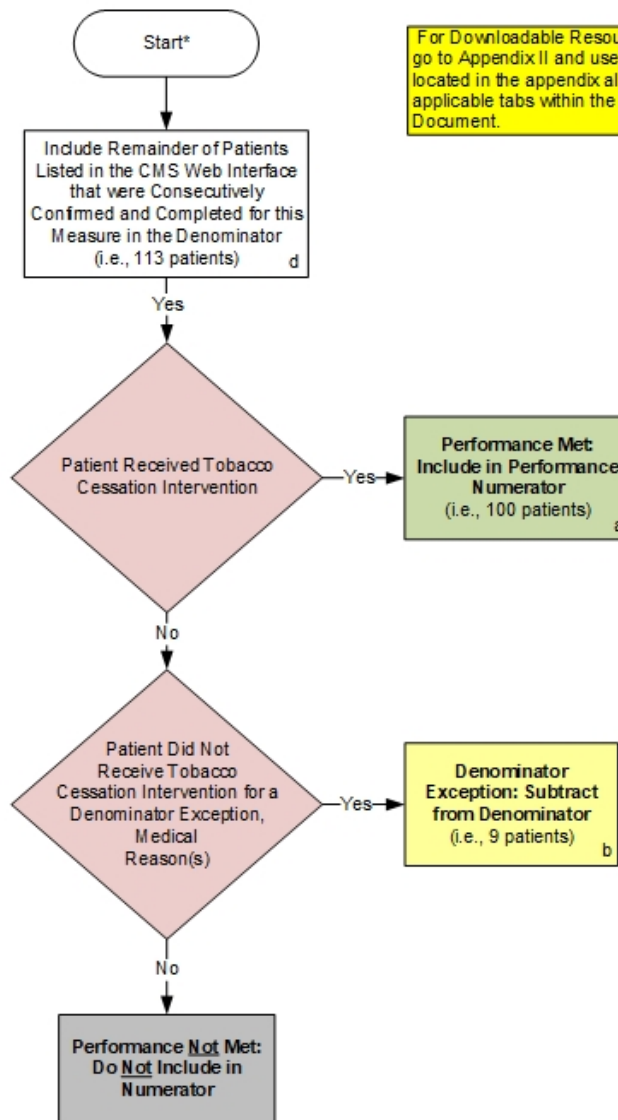 Start*
For Downloadable
go to Appendix II and use
located in the appendix
applicable tabs within the
Document.
Include Remainder of Patients
Listed in the CMS Web Interface
that were Consecutively
Confirmed and Completed for this
Measure in the Denominator
(i.e., 113 patients)
d
Yes
Patient Received Tobacco
Cessation Intervention
Yes
Performance Met:
Include in Performance
Numerator
(i.e., 100 patients)
a
No
Patient Did Not
Receive Tobacco
Cessation Intervention for a
Denominator Exception,
Medical
Reason(s)
Yes
Denominator
Exception: Subtract
from Denominator
(i.e., 9 patients)
b
No
Performance Not Met:
Do Not Include in
Numerator